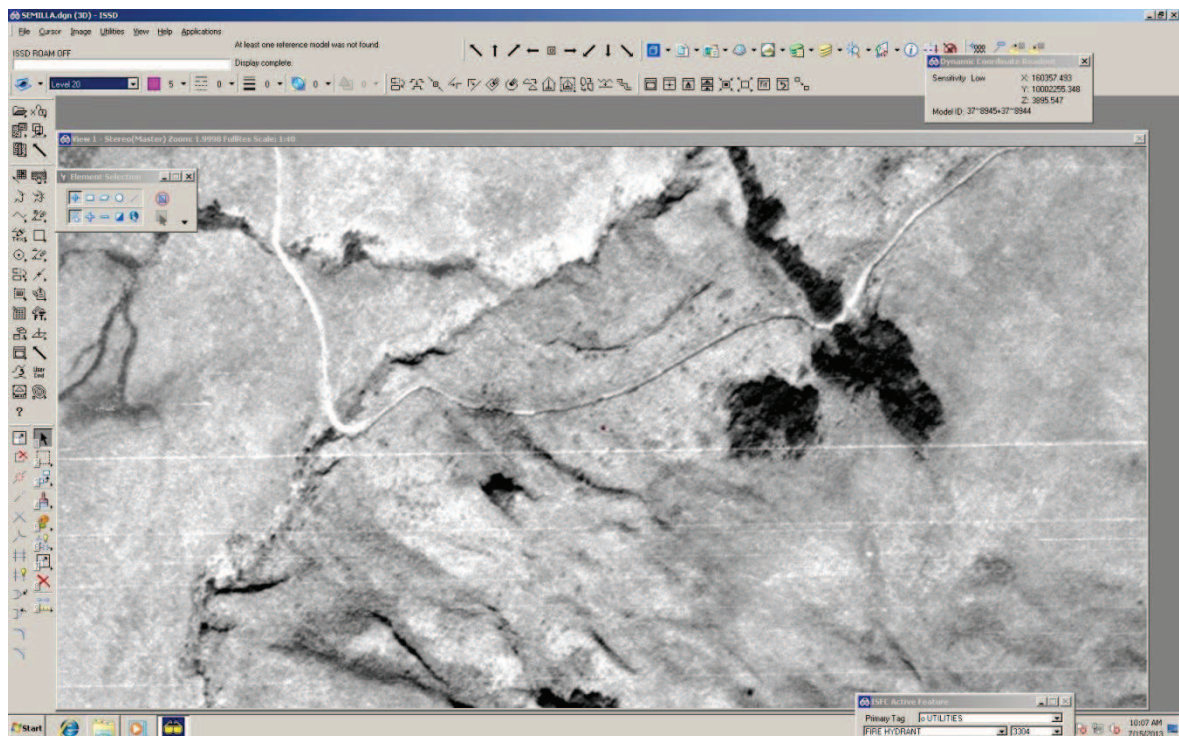 SEMILLA.dgn (3D) - ISSD
File Cursor Image Utilities View Help Applications
ISSD ROAM OFF
At least one reference model was not found
Display complete.
Level 20
5
0
0
0
0
Dynamic Coordinate Readout
Sensitivity Low
X: 160357.493
Y: 10002255.348
Z: 3895.547
Model ID: 37~8945+37~8944
View 1 - Stereo(Master) Zoom: 1.9998 FullRes Scale: 1:40
Element Selection
ISFC Active Feature
Primary Tag
o UTILITIES
FIRE HYDRANT
3304
Start
10:07 AM
7/15/2013